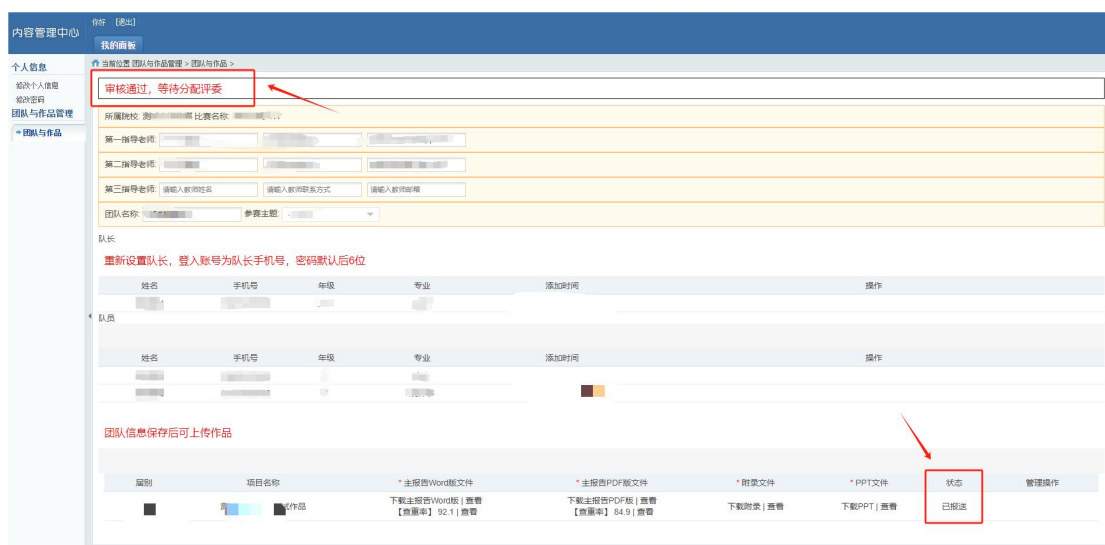 内容管理中心
你好 [退出]
我的面板
个人信息
修改个人信息
修改密码
团队与作品管理
团队与作品
当前位置 团队与作品管理 > 团队与作品 >
审核通过，等待分配评委
所属院校: 测 比赛名称:
第一指导老师:
第二指导老师:
第三指导老师: 请输入教师姓名 请输入教师联系方式 请输入教师邮箱
团队名称: 参赛主题:
队长
重新设置队长，登入账号为队长手机号，密码默认后6位
姓名 手机号 年级 专业 添加时间 操作
队员
姓名 手机号 年级 专业 添加时间 操作
团队信息保存后可上传作品
届别 项目名称 * 主报告Word版文件 * 主报告PDF版文件 * 附录文件 * PPT文件 状态 管理操作
试作品 下载主报告Word版 | 查看 下载主报告PDF版 | 查看 下载附录 | 查看 下载PPT | 查看 已报送
【查重率】 92.1 | 查看 【查重率】 84.9 | 查看